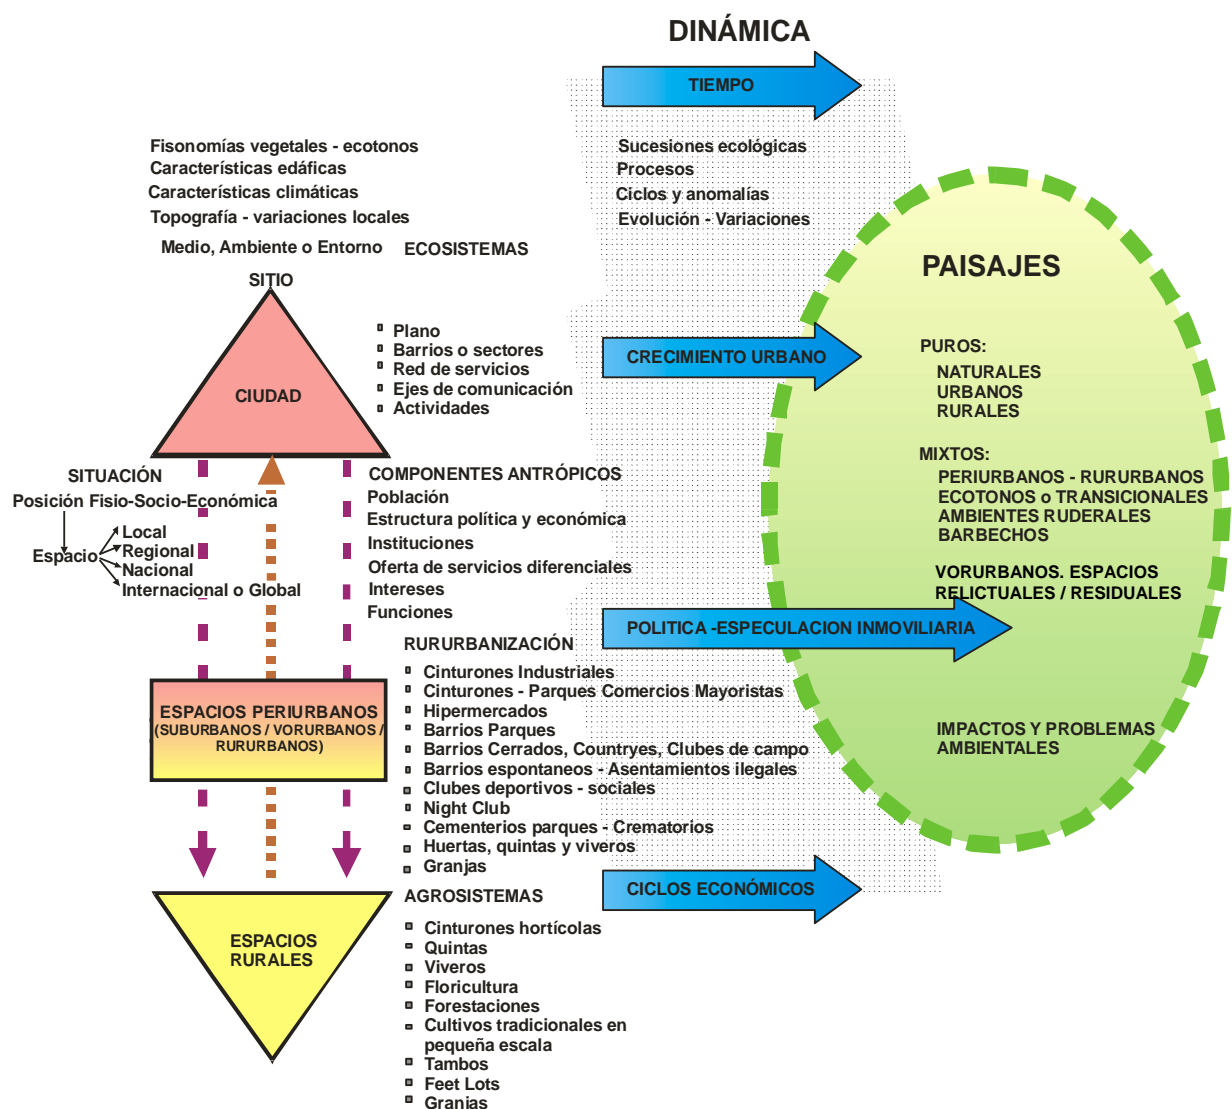 DINÁMICA
TIEMPO
Fisonomías vegetales - ecotonos
Características edáficas
Características climáticas
Topografía - variaciones locales
Medio, Ambiente o Entorno
ECOSISTEMAS
Sucesiones ecológicas
Procesos
Ciclos y anomalías
Evolución - Variaciones
SITIO
CIUDAD
Plano
Barrios o sectores
Red de servicios
Ejes de comunicación
Actividades
CRECIMIENTO URBANO
SITUACIÓN
Posición Fisio-Socio-Económica
Espacio
Local
Regional
Nacional
Internacional o Global
COMPONENTES ANTRÓPICOS
Población
Estructura política y económica
Instituciones
Oferta de servicios diferenciales
Intereses
Funciones
POLITICA -ESPECULACION INMOVILIARIA
ESPACIOS PERIURBANOS
(SUBURBANOS / VORURBANOS /
RURURBANOS)
RURURBANIZACIÓN
Cinturones Industriales
Cinturones - Parques Comercios Mayoristas
Hipermercados
Barrios Parques
Barrios Cerrados, Countryes, Clubes de campo
Barrios espontaneos - Asentamientos ilegales
Clubes deportivos - sociales
Night Club
Cementerios parques - Crematorios
Huertas, quintas y viveros
Granjas
CICLOS ECONÓMICOS
ESPACIOS
RURALES
AGROSISTEMAS
Cinturones hortícolas
Quintas
Viveros
Floricultura
Forestaciones
Cultivos tradicionales en
pequeña escala
Tambos
Feet Lots
Granjas
PAISAJES
PUROS:
NATURALES
URBANOS
RURALES
MIXTOS:
PERIURBANOS - RURURBANOS
ECOTONOS o TRANSICIONALES
AMBIENTES RUDERALES
BARBECHOS
VORURBANOS. ESPACIOS
RELICTUALES / RESIDUALES
IMPACTOS Y PROBLEMAS
AMBIENTALES